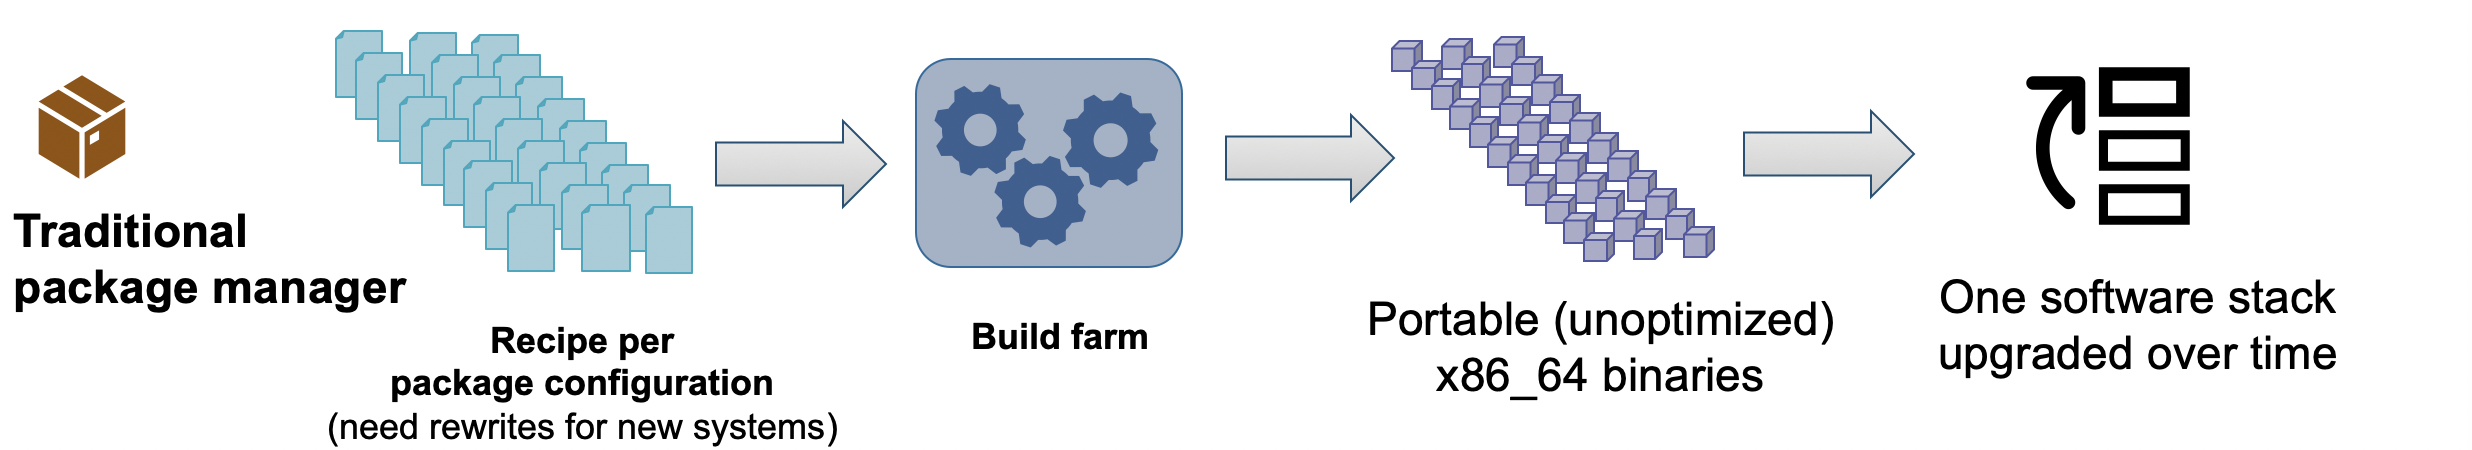 Traditional
package manager
Recipe per
package configuration
(need rewrites for new systems)
Build farm
Portable (unoptimized)
x86_64 binaries
One software stack
upgraded over time